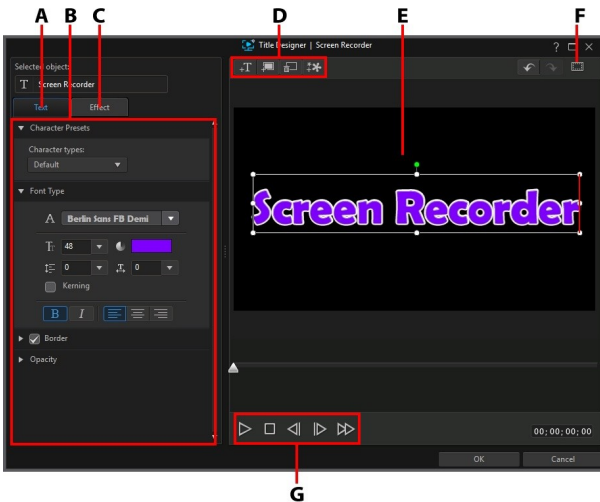 A B C D E F
Title Designer | Screen Recorder
Selected object:
T Screen Recorder
Text Effect
Character Presets
Character types:
Default
Font Type
A Berlin Sans FB Demi
48
0 0
Kerning
B I
Border
Opacity
Screen Recorder
00;00;00;00
OK Cancel
G